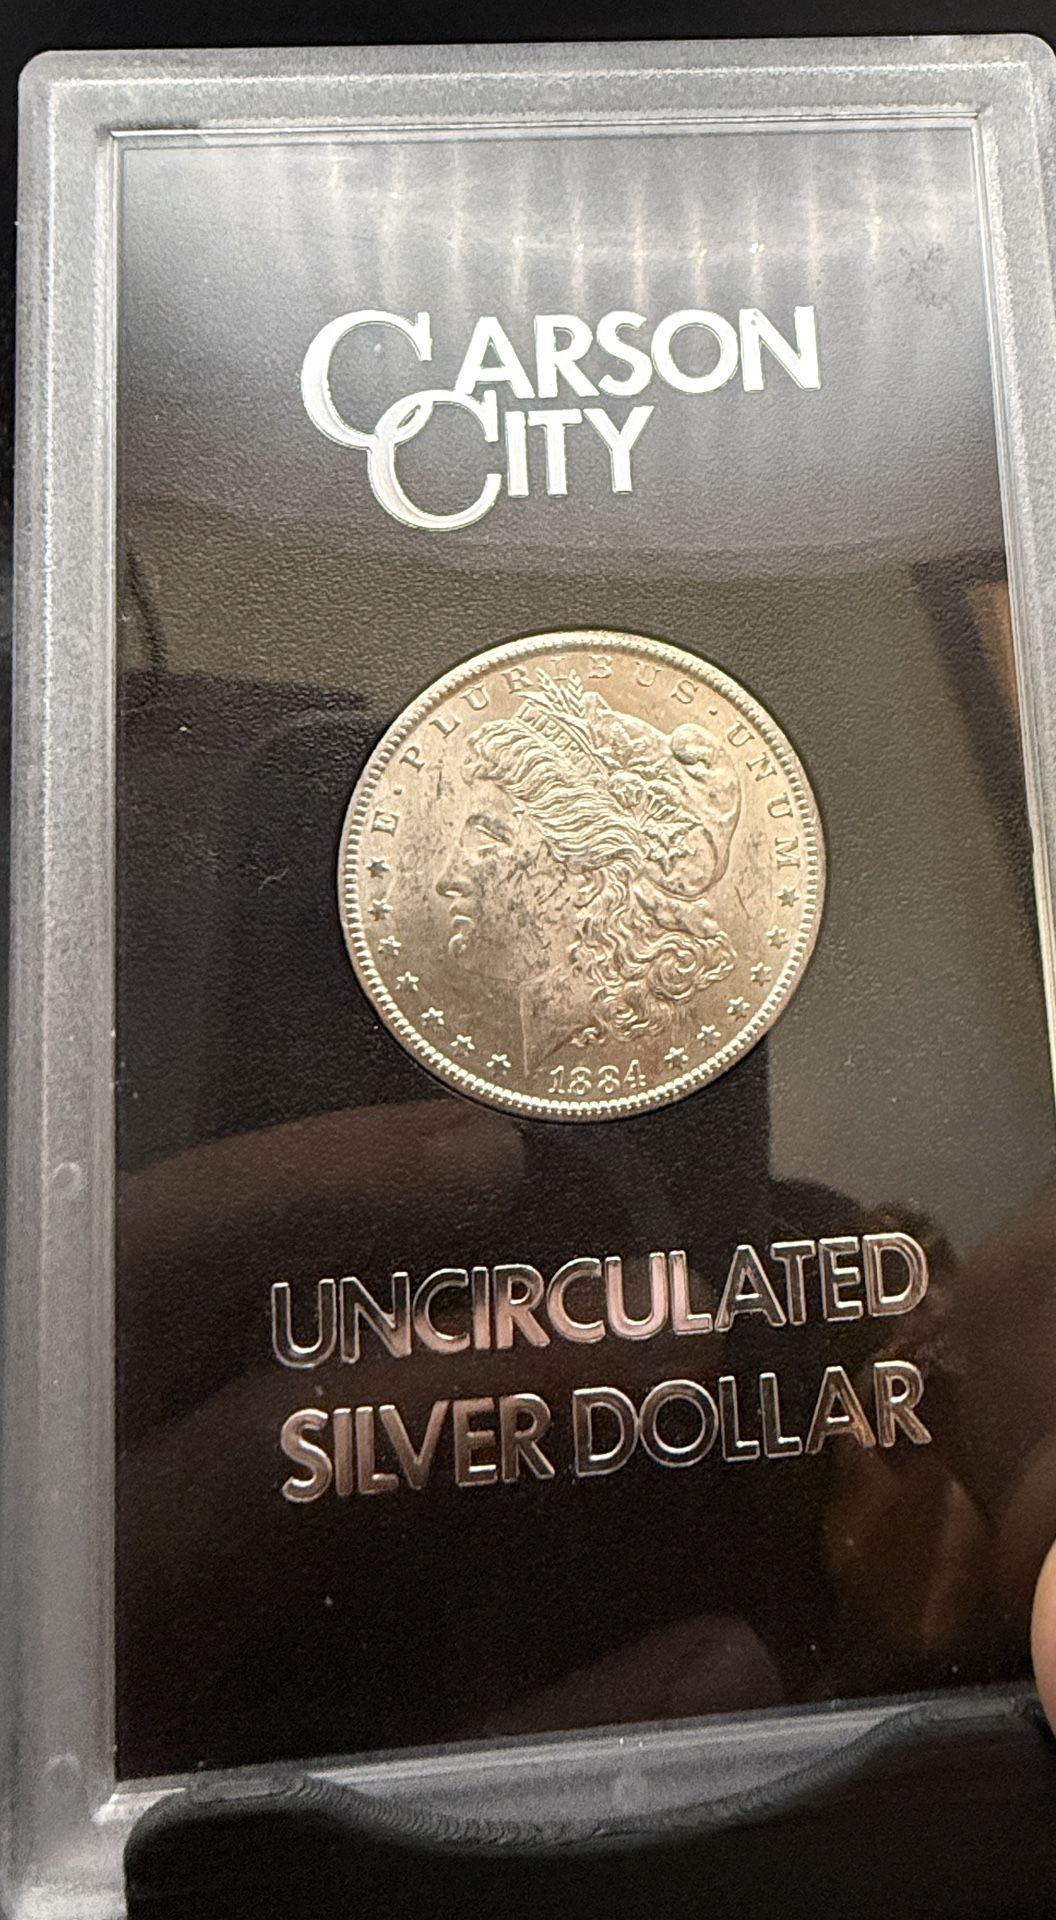 CARSON
CITY
E · PLURIBUS · UNUM
LIBERTY
1884
UNCIRCULATED
SILVER DOLLAR